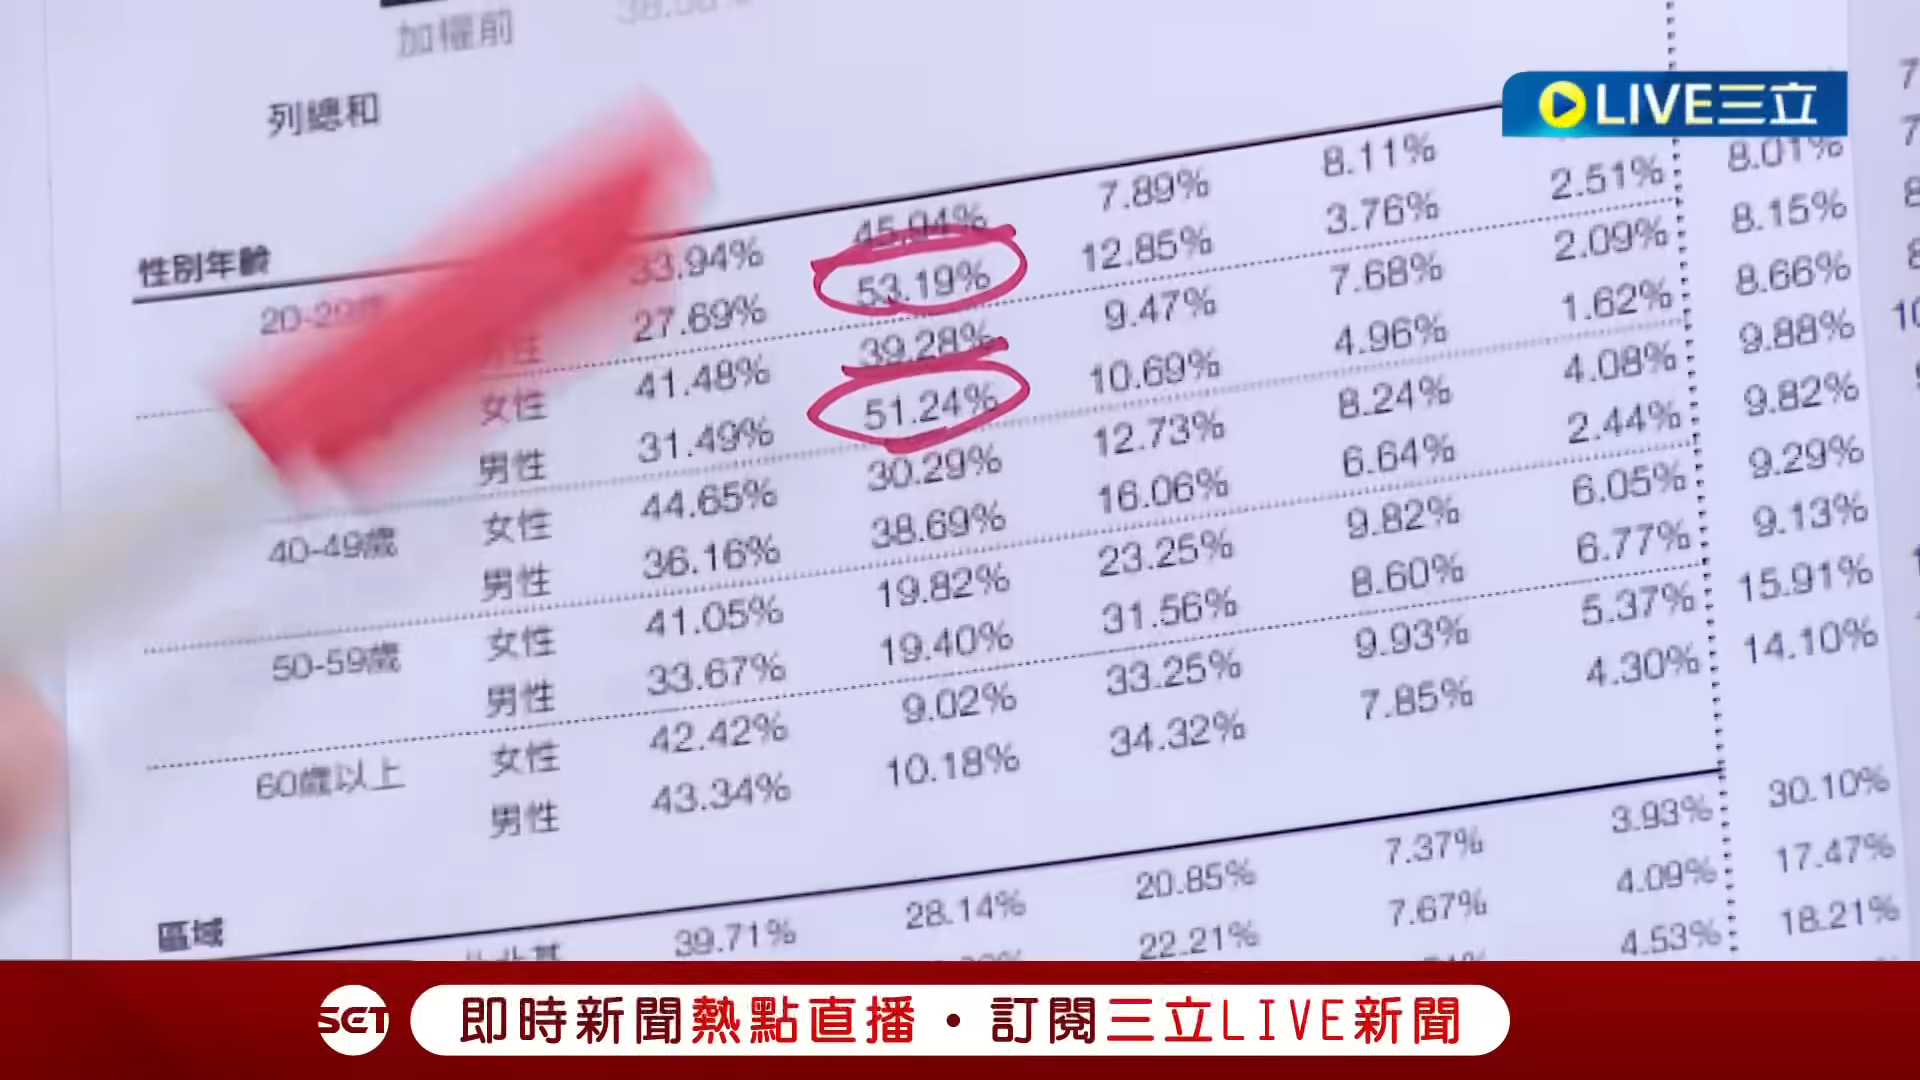 加權前
列總和
LIVE三立
性別年齡
33.94% 45.94% 7.89% 8.11%
27.69% 53.19% 12.85% 3.76% 2.51% 8.01%
女性 41.48% 39.28% 9.47% 7.68% 2.09% 8.15%
男性 31.49% 51.24% 10.69% 4.96% 1.62% 8.66%
40-49歲 女性 44.65% 30.29% 12.73% 8.24% 4.08% 9.88%
男性 36.16% 38.69% 16.06% 6.64% 2.44% 9.82%
50-59歲 女性 41.05% 19.82% 23.25% 9.82% 6.05% 9.29%
男性 33.67% 19.40% 31.56% 8.60% 6.77% 9.13%
60歲以上 女性 42.42% 9.02% 33.25% 9.93% 5.37% 15.91%
男性 43.34% 10.18% 34.32% 7.85% 4.30% 14.10%
區域
39.71% 28.14% 20.85% 7.37% 3.93% 30.10%
22.21% 7.67% 4.09% 17.47%
4.53% 18.21%
SET 即時新聞熱點直播·訂閱三立LIVE新聞